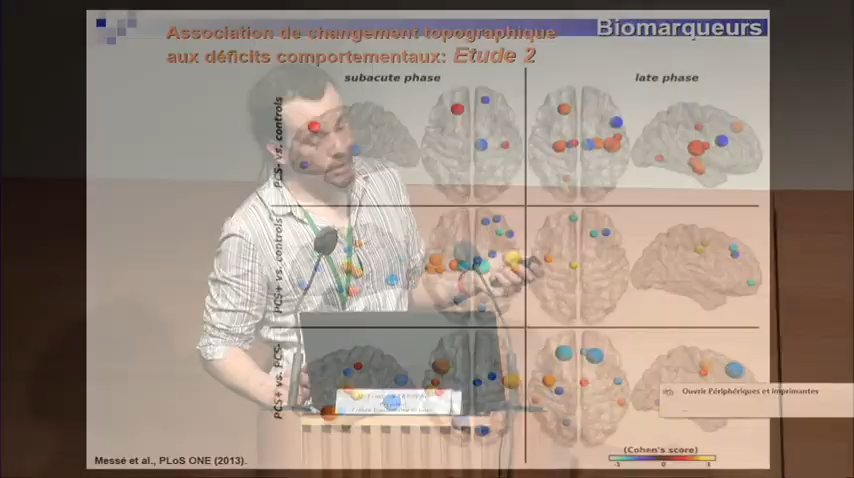 Biomarqueurs
Association de changement topographique
aux déficits comportementaux: Etude 2
subacute phase
late phase
PCS- vs. controls
PCS+ vs. controls
PCS+ vs. PCS-
Ouvrir Périphériques et imprimantes
(Cohen's score)
-1 0 1
Messé et al., PLoS ONE (2013).